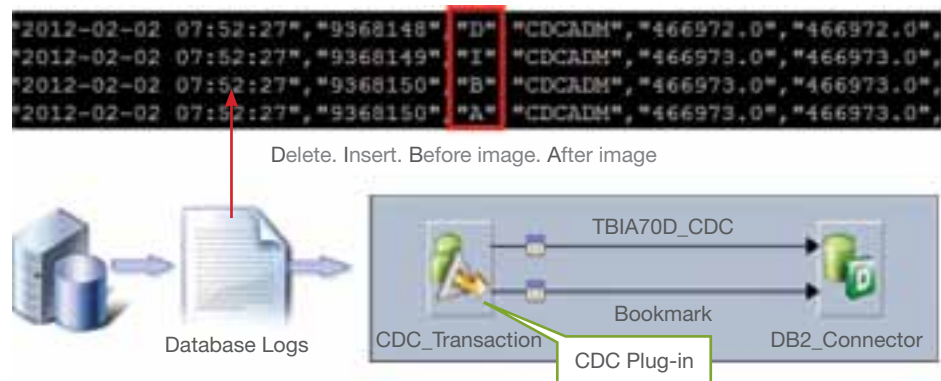 "2012-02-02 07:52:27","9368148","D","CDCADM","466972.0","466972.0",
"2012-02-02 07:52:27","9368149","I","CDCADM","466973.0","466973.0",
"2012-02-02 07:52:27","9368150","B","CDCADM","466973.0","466973.0",
"2012-02-02 07:52:27","9368150","A","CDCADM","466973.0","466973.0",
Delete. Insert. Before image. After image
TBIA70D_CDC
Bookmark
Database Logs
CDC_Transaction
DB2_Connector
CDC Plug-in
D